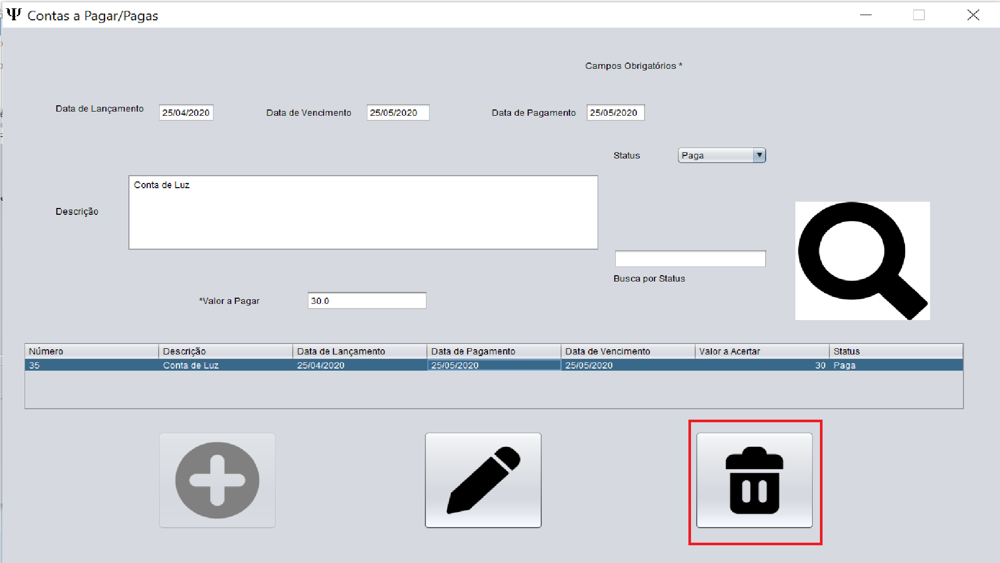 Ψ Contas a Pagar/Pagas
Campos Obrigatórios *
Data de Lançamento 25/04/2020 Data de Vencimento 25/05/2020 Data de Pagamento 25/05/2020
Status Paga
Conta de Luz
Descrição
Busca por Status
*Valor a Pagar 30.0
Número Descrição Data de Lançamento Data de Pagamento Data de Vencimento Valor a Acertar Status
35 Conta de Luz 25/04/2020 25/05/2020 25/05/2020 30 Paga